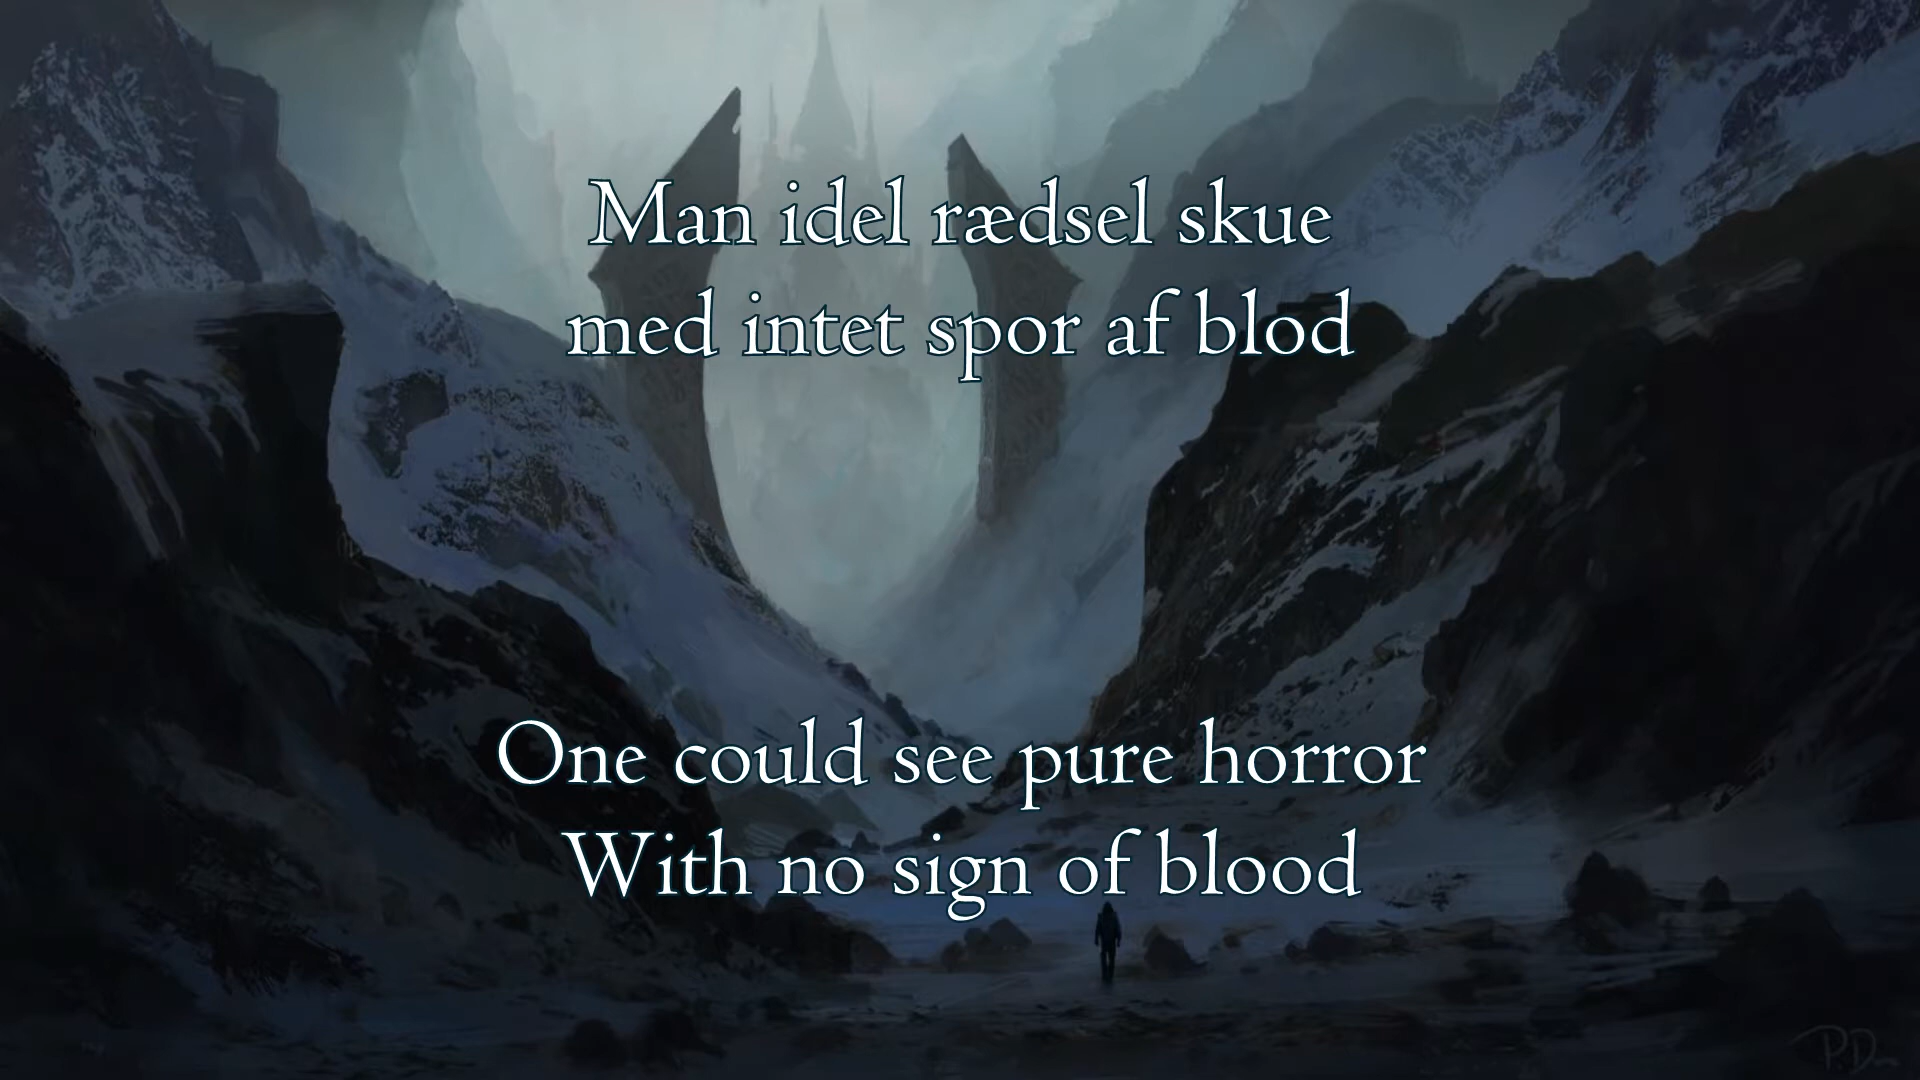 Man idel rædsel skue
med intet spor af blod
One could see pure horror
With no sign of blood